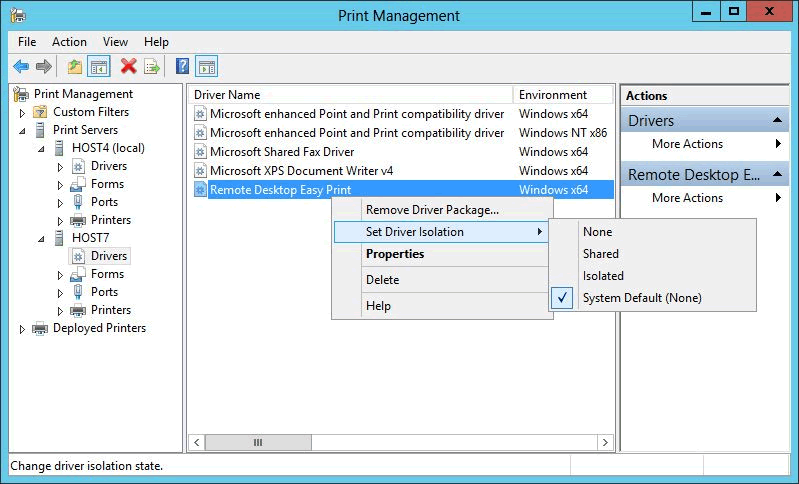 Print Management
File Action View Help
Print Management
Custom Filters
Print Servers
HOST4 (local)
Drivers
Forms
Ports
Printers
HOST7
Drivers
Forms
Ports
Printers
Deployed Printers
Driver Name Environment
Microsoft enhanced Point and Print compatibility driver Windows x64
Microsoft enhanced Point and Print compatibility driver Windows NT x86
Microsoft Shared Fax Driver Windows x64
Microsoft XPS Document Writer v4 Windows x64
Remote Desktop Easy Print Windows x64
Remove Driver Package...
Set Driver Isolation
Properties
Delete
Help
None
Shared
Isolated
System Default (None)
Actions
Drivers
More Actions
Remote Desktop E...
More Actions
Change driver isolation state.